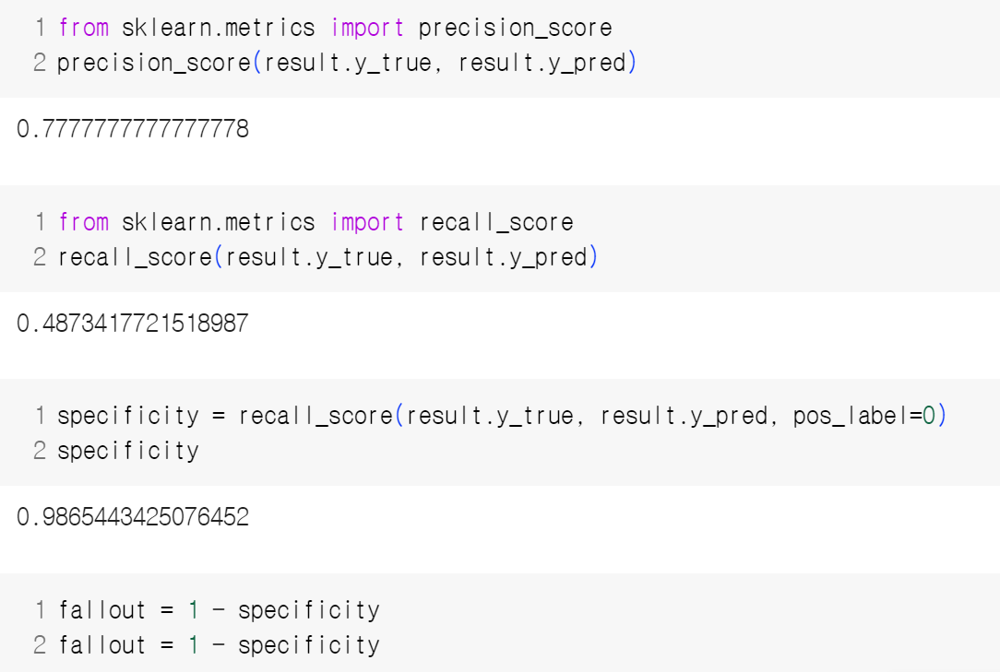 1 from sklearn.metrics import precision_score
2 precision_score(result.y_true, result.y_pred)
0.7777777777777778
1 from sklearn.metrics import recall_score
2 recall_score(result.y_true, result.y_pred)
0.4873417721518987
1 specificity = recall_score(result.y_true, result.y_pred, pos_label=0)
2 specificity
0.9865443425076452
1 fallout = 1 - specificity
2 fallout = 1 - specificity